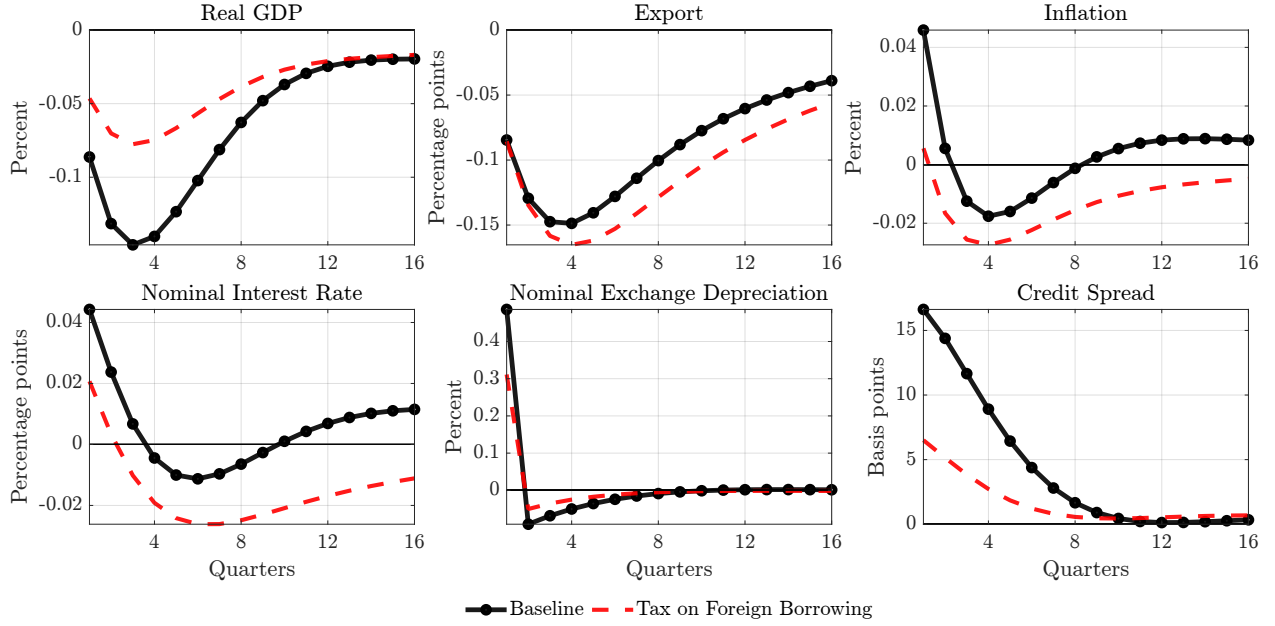 Real GDP
Export
Inflation
0
-0.05
-0.1
Percent
4
8
12
16
0
-0.05
-0.1
-0.15
Percentage points
4
8
12
16
0.04
0.02
0
-0.02
Percent
4
8
12
16
Nominal Interest Rate
Nominal Exchange Depreciation
Credit Spread
0.04
0.02
0
-0.02
Percentage points
4
8
12
16
Quarters
0.4
0.3
0.2
0.1
0
Percent
4
8
12
16
Quarters
15
10
5
0
Basis points
4
8
12
16
Quarters
Baseline
Tax on Foreign Borrowing